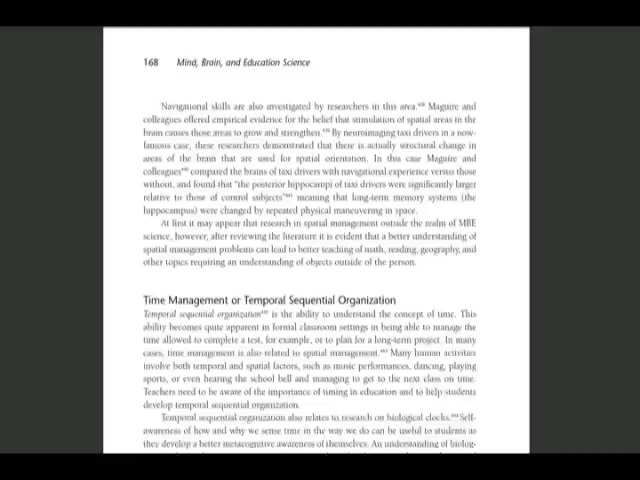 168 Mind, Brain, and Education Science
Navigational skills are also investigated by researchers in this area. Maguire and
colleagues offered empirical evidence for the belief that stimulation of spatial areas in the
brain causes those areas to grow and strengthen. By neuroimaging taxi drivers in a now-
famous case, these researchers demonstrated that there is actually structural change in
areas of the brain that are used for spatial orientation. In this case Maguire and
colleagues compared the brains of taxi drivers with navigational experience versus those
without, and found that "the posterior hippocampi of taxi drivers were significantly larger
relative to those of control subjects" meaning that long-term memory systems (the
hippocampus) were changed by repeated physical maneuvering in space.
At first it may appear that research in spatial management outside the realm of MBE
science, however, after reviewing the literature it is evident that a better understanding of
spatial management problems can lead to better teaching of math, reading, geography, and
other topics requiring an understanding of objects outside of the person.
Time Management or Temporal Sequential Organization
Temporal sequential organization is the ability to understand the concept of time. This
ability becomes quite apparent in formal classroom settings in being able to manage the
time allowed to complete a test, for example, or to plan for a long-term project. In many
cases, time management is also related to spatial management. Many human activities
involve both temporal and spatial factors, such as music performances, dancing, playing
sports, or even hearing the school bell and managing to get to the next class on time.
Teachers need to be aware of the importance of timing in education and to help students
develop temporal sequential organization.
Temporal sequential organization also relates to research on biological clocks. Self-
awareness of how and why we sense time in the way we do can be useful to students as
they develop a better metacognitive awareness of themselves. An understanding of biolog-